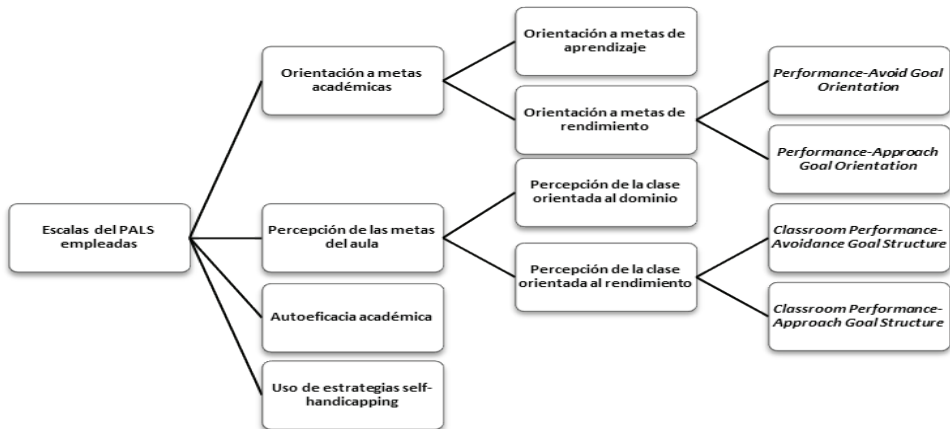 Escalas del PALS
empleadas
Orientación a metas
académicas
Orientación a metas de
aprendizaje
Orientación a metas de
rendimiento
Performance-Avoid Goal
Orientation
Performance-Approach
Goal Orientation
Percepción de las metas
del aula
Percepción de la clase
orientada al dominio
Percepción de la clase
orientada al rendimiento
Classroom Performance-
Avoidance Goal Structure
Classroom Performance-
Approach Goal Structure
Autoeficacia académica
Uso de estrategias self-
handicapping